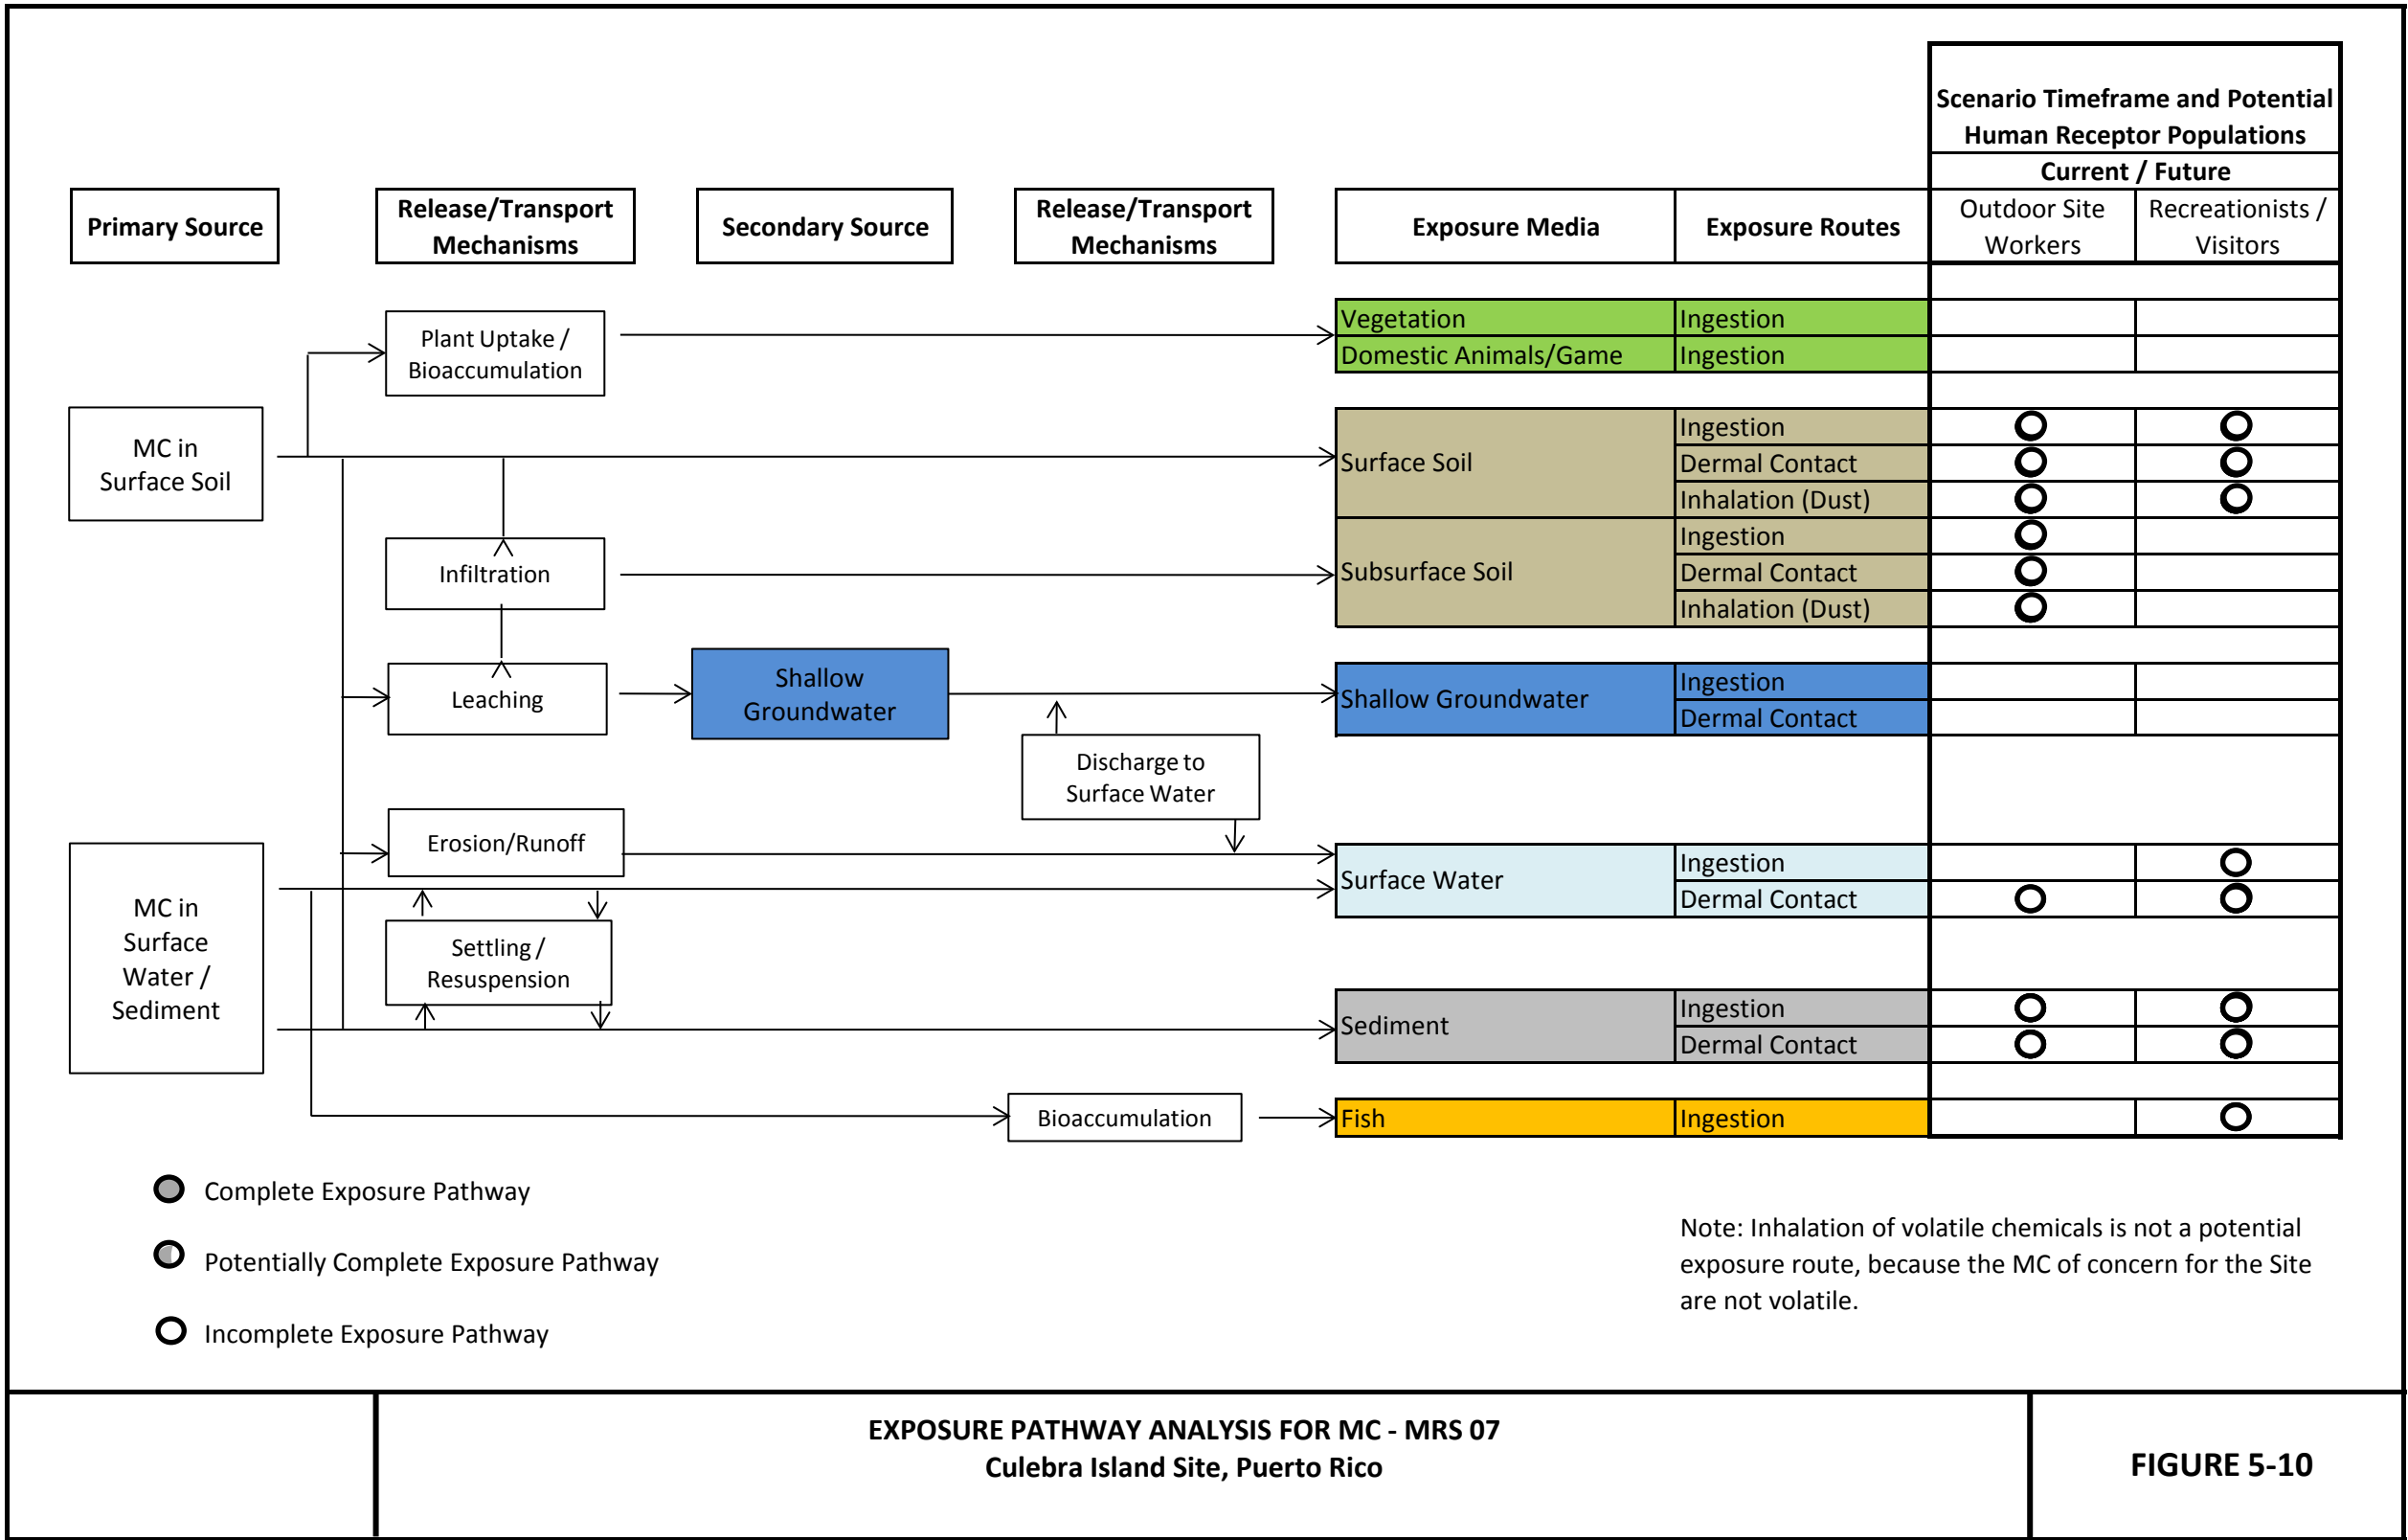 Scenario Timeframe and Potential
Human Receptor Populations
Current / Future
Primary Source
Release/Transport
Mechanisms
Secondary Source
Release/Transport
Mechanisms
Exposure Media
Exposure Routes
Outdoor Site
Workers
Recreationists /
Visitors
Plant Uptake /
Bioaccumulation
Vegetation
Ingestion
Domestic Animals/Game
Ingestion
MC in
Surface Soil
Surface Soil
Ingestion
Dermal Contact
Inhalation (Dust)
Infiltration
Subsurface Soil
Ingestion
Dermal Contact
Inhalation (Dust)
Leaching
Shallow
Groundwater
Shallow Groundwater
Ingestion
Dermal Contact
Discharge to
Surface Water
Erosion/Runoff
MC in
Surface
Water /
Sediment
Surface Water
Ingestion
Dermal Contact
Settling /
Resuspension
Sediment
Ingestion
Dermal Contact
Bioaccumulation
Fish
Ingestion
Complete Exposure Pathway
Potentially Complete Exposure Pathway
Incomplete Exposure Pathway
Note: Inhalation of volatile chemicals is not a potential
exposure route, because the MC of concern for the Site
are not volatile.
EXPOSURE PATHWAY ANALYSIS FOR MC - MRS 07
Culebra Island Site, Puerto Rico
FIGURE 5-10